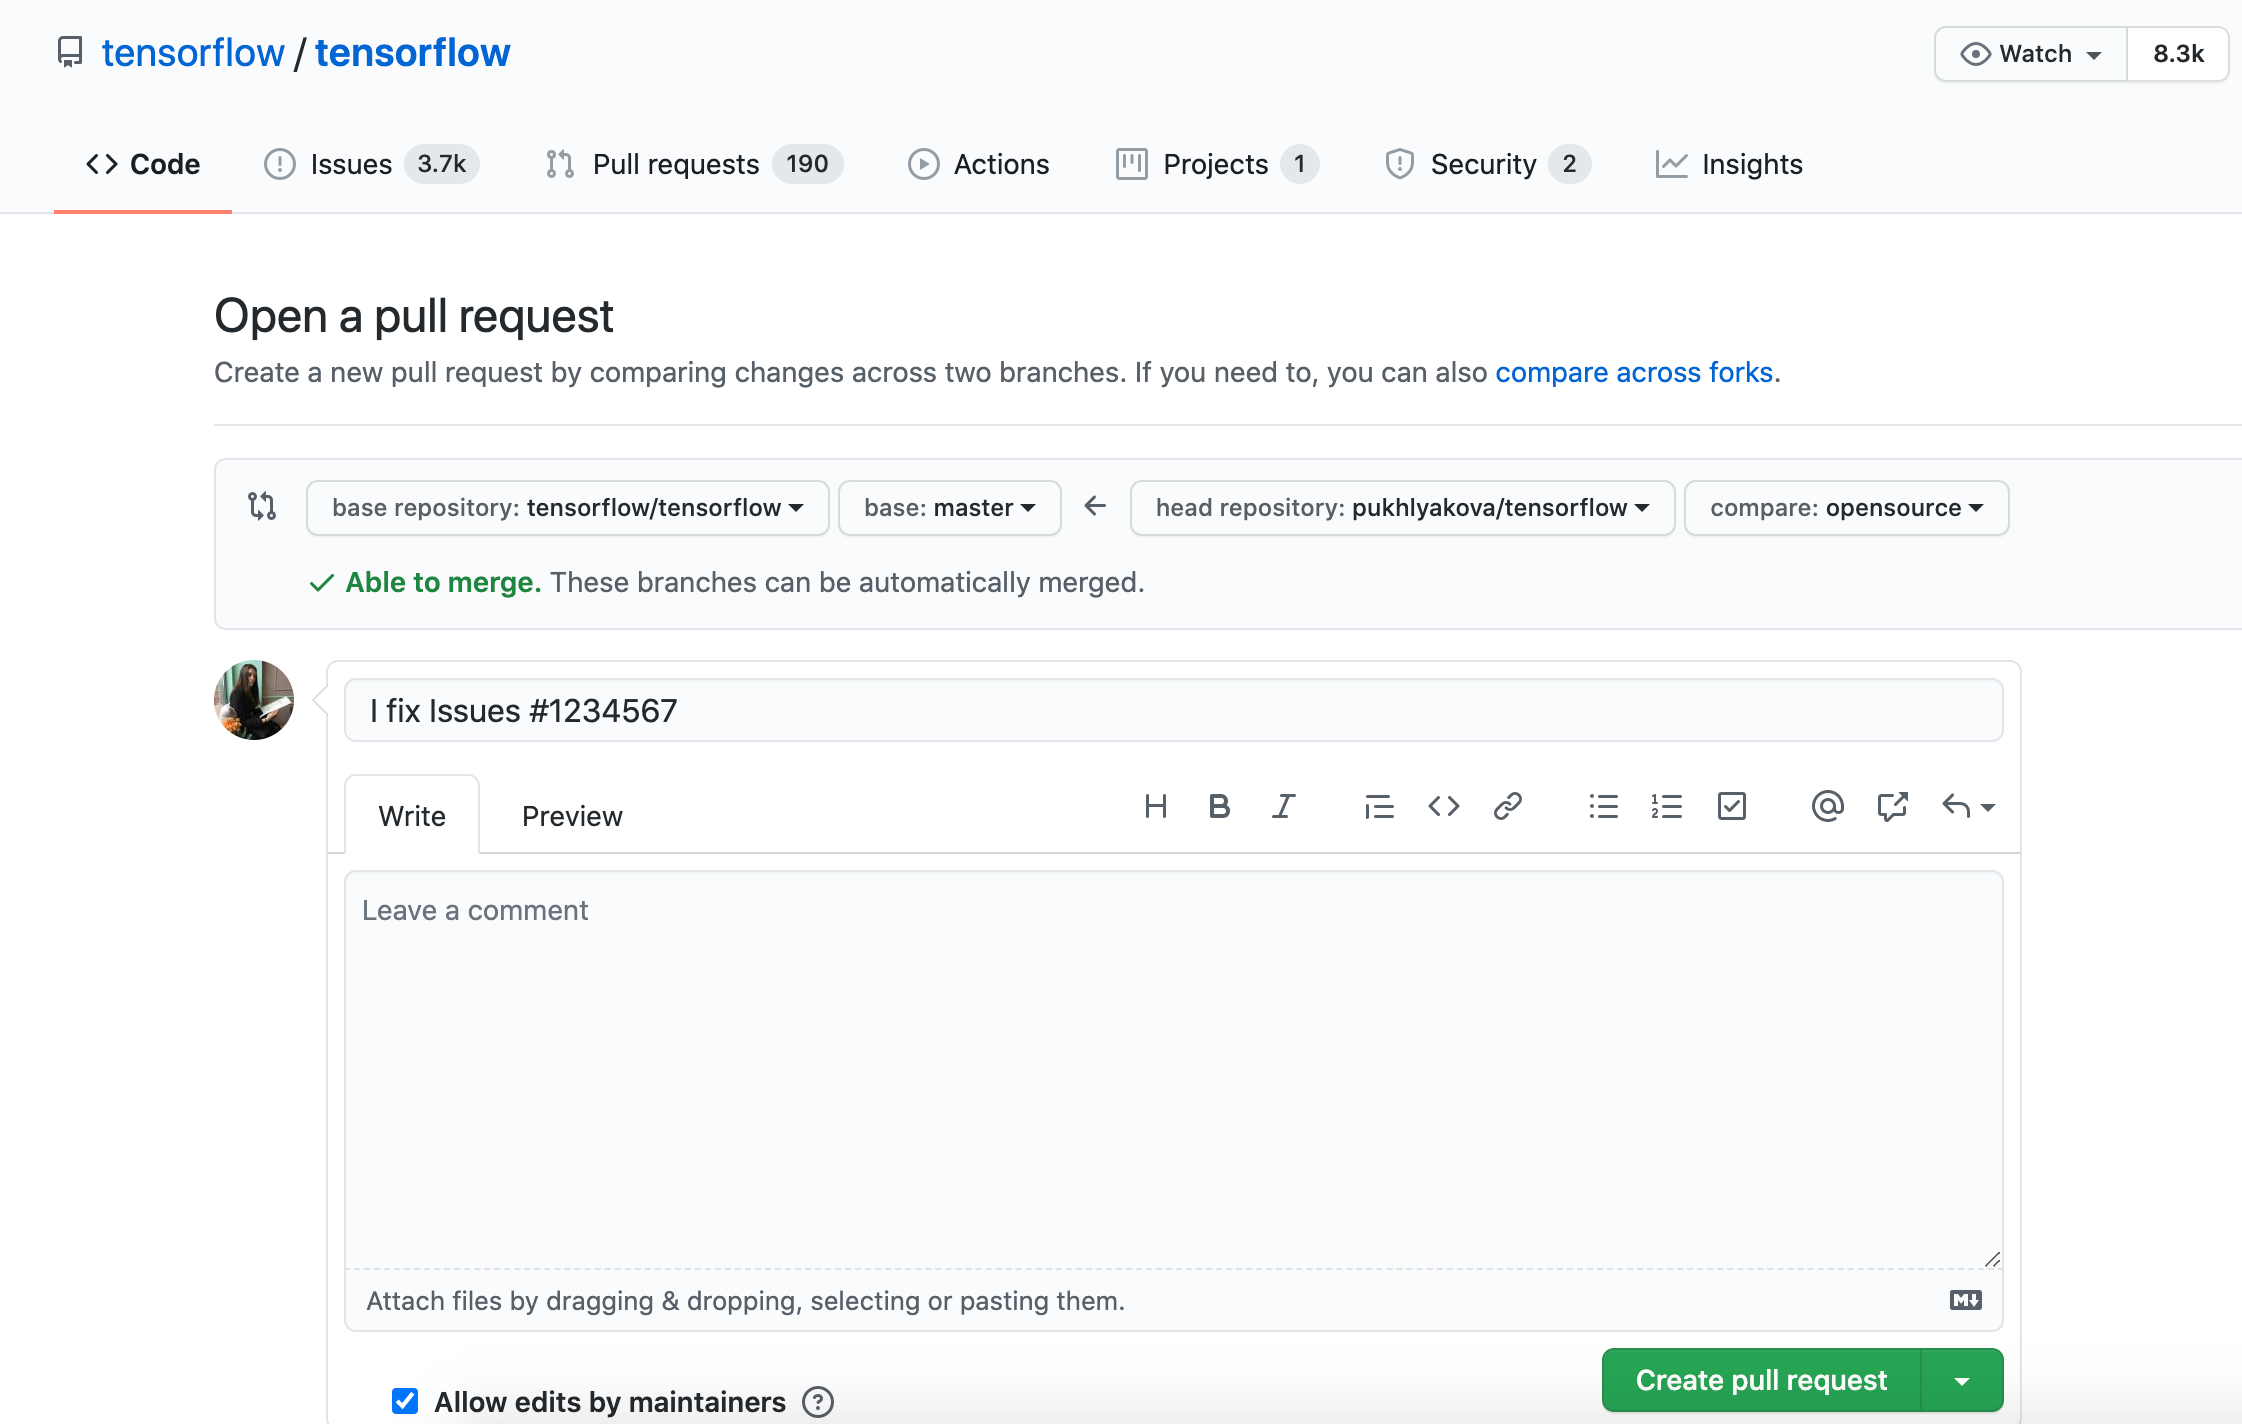 tensorflow / tensorflow
Watch 8.3k
Code Issues 3.7k Pull requests 190 Actions Projects 1 Security 2 Insights
Open a pull request
Create a new pull request by comparing changes across two branches. If you need to, you can also compare across forks.
base repository: tensorflow/tensorflow base: master ← head repository: pukhlyakova/tensorflow compare: opensource
Able to merge. These branches can be automatically merged.
I fix Issues #1234567
Write Preview
Leave a comment
Attach files by dragging & dropping, selecting or pasting them.
Create pull request
Allow edits by maintainers